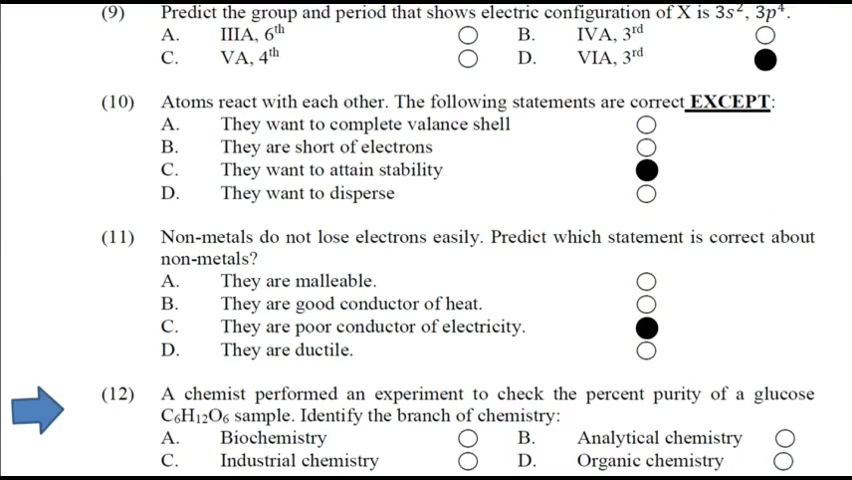 (9) Predict the group and period that shows electric configuration of X is 3s², 3p⁴.
A. IIIA, 6th B. IVA, 3rd
C. VA, 4th D. VIA, 3rd
(10) Atoms react with each other. The following statements are correct EXCEPT:
A. They want to complete valance shell
B. They are short of electrons
C. They want to attain stability
D. They want to disperse
(11) Non-metals do not lose electrons easily. Predict which statement is correct about
non-metals?
A. They are malleable.
B. They are good conductor of heat.
C. They are poor conductor of electricity.
D. They are ductile.
(12) A chemist performed an experiment to check the percent purity of a glucose
C₆H₁₂O₆ sample. Identify the branch of chemistry:
A. Biochemistry B. Analytical chemistry
C. Industrial chemistry D. Organic chemistry